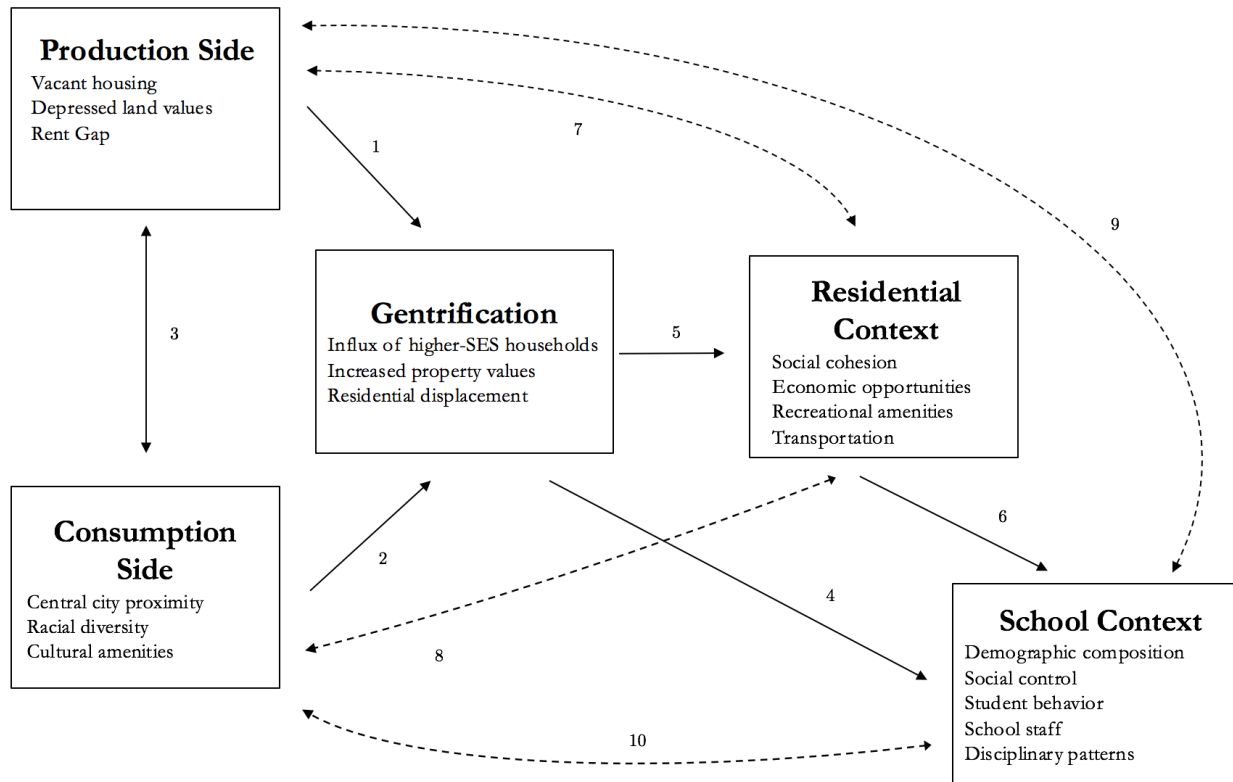 Production Side
Vacant housing
Depressed land values
Rent Gap
1
7
9
3
Gentrification
Influx of higher-SES households
Increased property values
Residential displacement
5
Residential
Context
Social cohesion
Economic opportunities
Recreational amenities
Transportation
Consumption
Side
Central city proximity
Racial diversity
Cultural amenities
2
8
4
6
10
School Context
Demographic composition
Social control
Student behavior
School staff
Disciplinary patterns